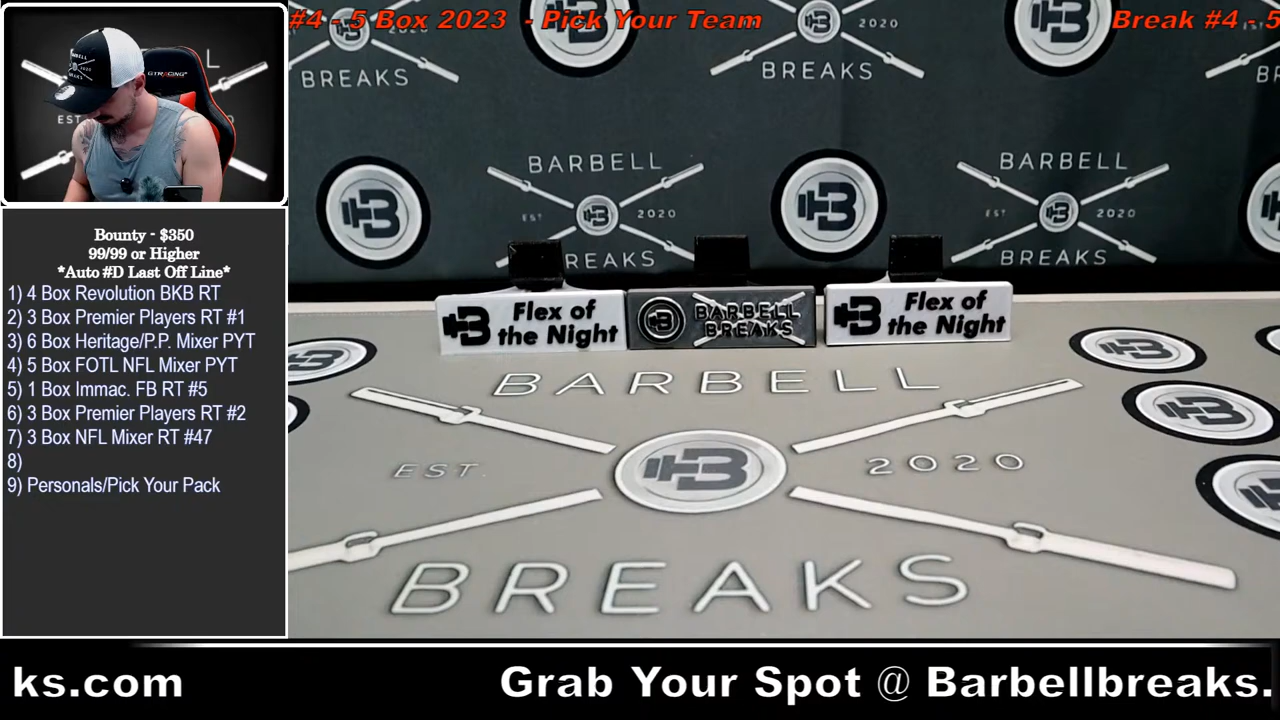 #4 - 5 Box 2023 - Pick Your Team
Break #4 - 5
BARBELL
2020
BREAKS
GTRACING
L
EST
Bounty - $350
99/99 or Higher
*Auto #D Last Off Line*
1) 4 Box Revolution BKB RT
2) 3 Box Premier Players RT #1
3) 6 Box Heritage/P.P. Mixer PYT
4) 5 Box FOTL NFL Mixer PYT
5) 1 Box Immac. FB RT #5
6) 3 Box Premier Players RT #2
7) 3 Box NFL Mixer RT #47
8)
9) Personals/Pick Your Pack
2020
BREAKS
2020
BREAKS
BARBELL
EST 2020
BREAKS
BARBELL
EST 2020
BREAKS
B
Flex of
the Night
BARBELL
BREAKS
Flex of
the Night
BARBELL
EST. 2020
BREAKS
ks.com
Grab Your Spot @ Barbellbreaks.